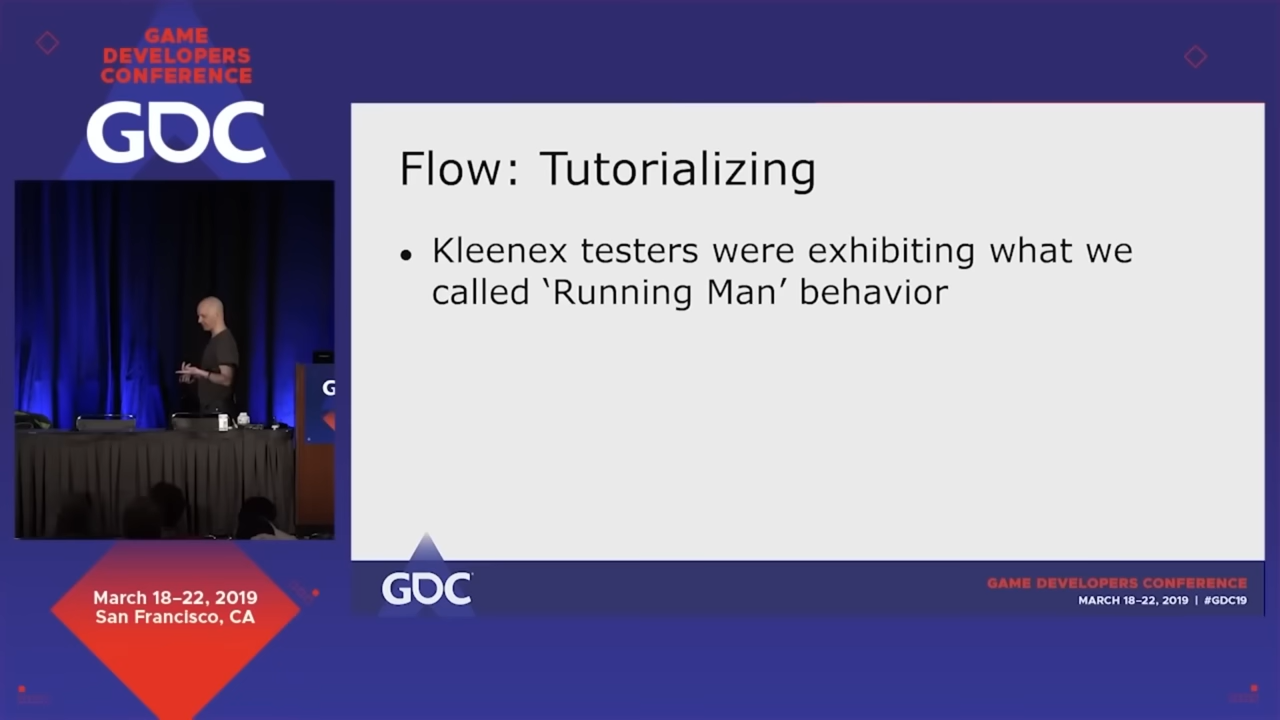 GAME
DEVELOPERS
CONFERENCE
GDC
Flow: Tutorializing
• Kleenex testers were exhibiting what we
called ‘Running Man’ behavior
G
March 18–22, 2019
San Francisco, CA
GDC
GAME DEVELOPERS CONFERENCE
MARCH 18–22, 2019 | #GDC19